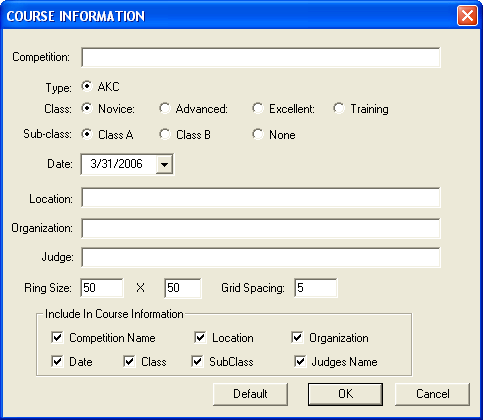 COURSE INFORMATION
Competition:
Type: AKC
Class: Novice: Advanced: Excellent: Training
Sub-class: Class A Class B None
Date: 3/31/2006
Location:
Organization:
Judge:
Ring Size: 50 X 50 Grid Spacing: 5
Include In Course Information
Competition Name Location Organization
Date Class SubClass Judges Name
Default OK Cancel